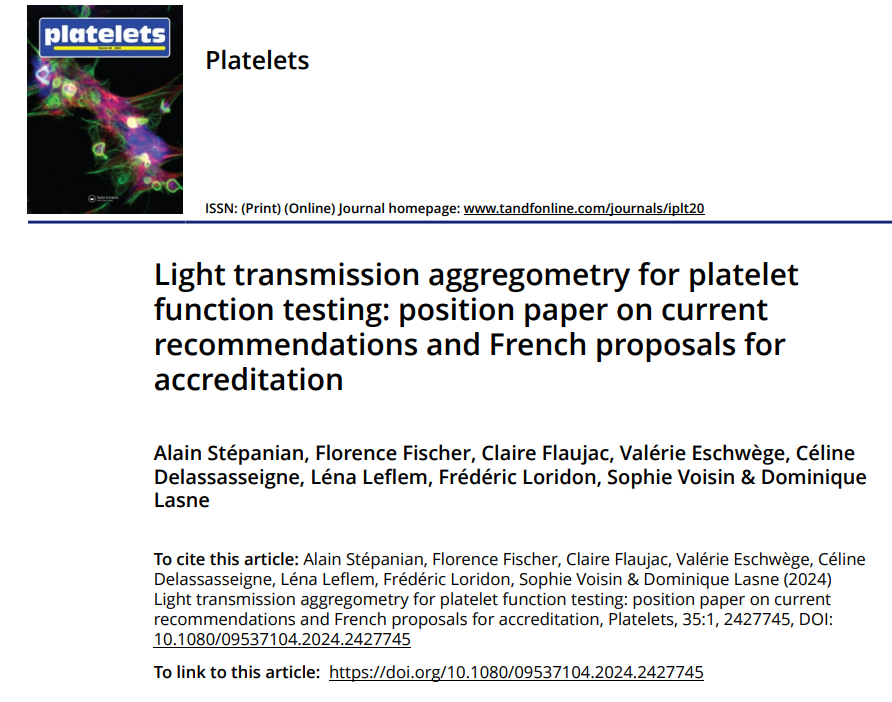 platelets
Platelets
ISSN: (Print) (Online) Journal homepage: www.tandfonline.com/journals/iplt20
Light transmission aggregometry for platelet
function testing: position paper on current
recommendations and French proposals for
accreditation
Alain Stépanian, Florence Fischer, Claire Flaujac, Valérie Eschwège, Céline
Delassasseigne, Léna Leflem, Frédéric Loridon, Sophie Voisin & Dominique
Lasne
To cite this article: Alain Stépanian, Florence Fischer, Claire Flaujac, Valérie Eschwège, Céline
Delassasseigne, Léna Leflem, Frédéric Loridon, Sophie Voisin & Dominique Lasne (2024)
Light transmission aggregometry for platelet function testing: position paper on current
recommendations and French proposals for accreditation, Platelets, 35:1, 2427745, DOI:
10.1080/09537104.2024.2427745
To link to this article: https://doi.org/10.1080/09537104.2024.2427745